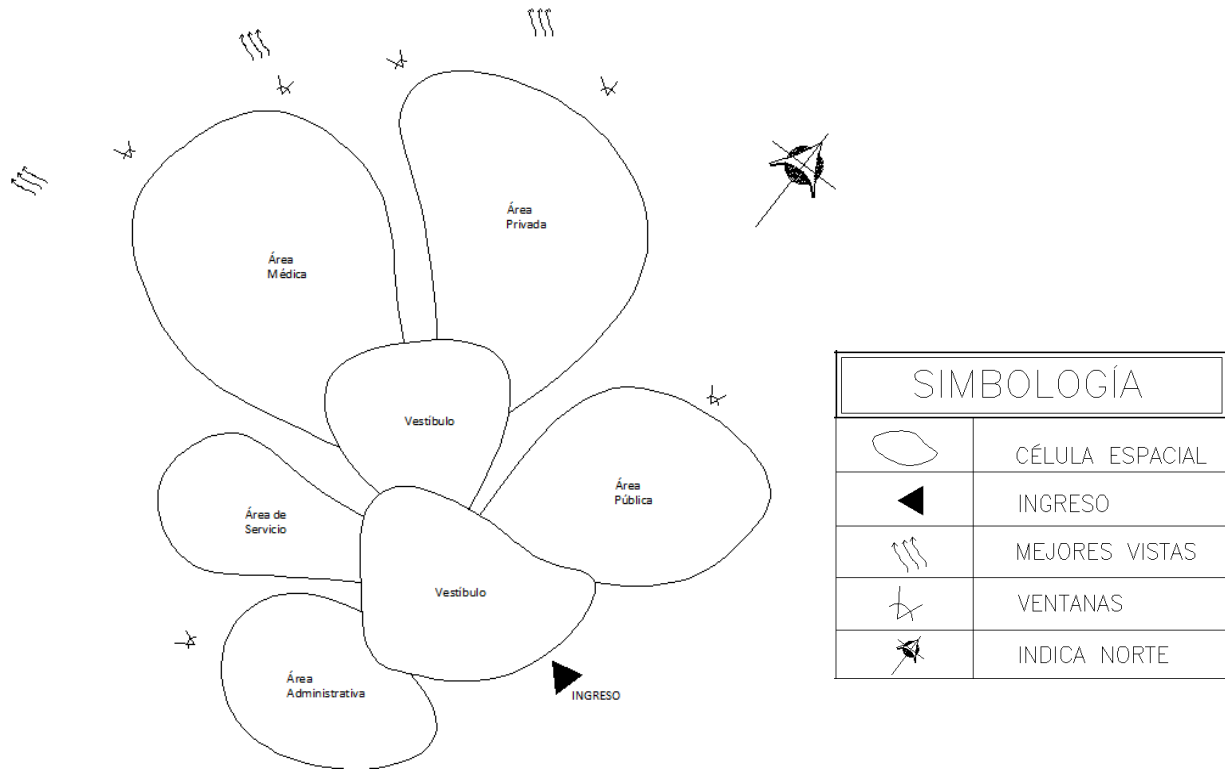 Área
Privada
Área
Médica
Vestíbulo
Área
Pública
Área de
Servicio
Vestíbulo
Área
Administrativa
INGRESO
SIMBOLOGÍA
CÉLULA ESPACIAL
INGRESO
MEJORES VISTAS
VENTANAS
INDICA NORTE